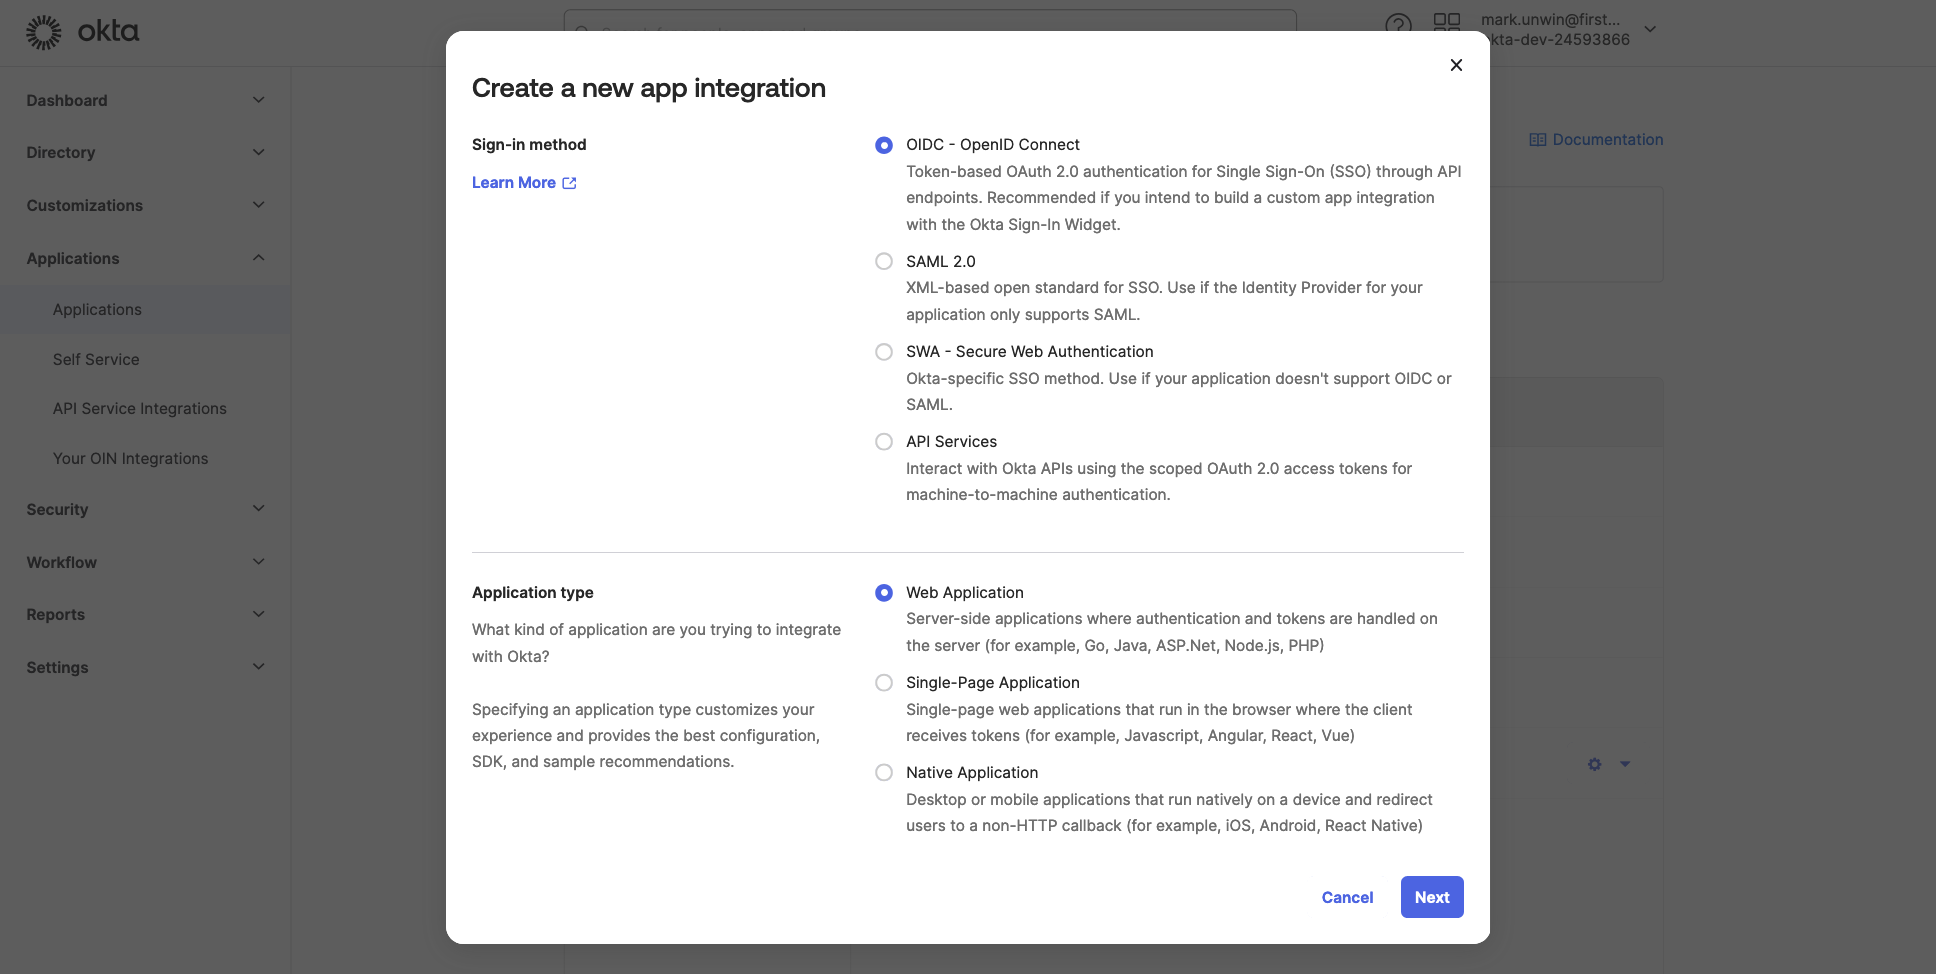 okta
mark.unwin@first...
kta-dev-24593866
Dashboard
Directory
Customizations
Applications
Applications
Self Service
API Service Integrations
Your OIN Integrations
Security
Workflow
Reports
Settings
Documentation
Create a new app integration
Sign-in method
Learn More
OIDC - OpenID Connect
Token-based OAuth 2.0 authentication for Single Sign-On (SSO) through API
endpoints. Recommended if you intend to build a custom app integration
with the Okta Sign-In Widget.
SAML 2.0
XML-based open standard for SSO. Use if the Identity Provider for your
application only supports SAML.
SWA - Secure Web Authentication
Okta-specific SSO method. Use if your application doesn't support OIDC or
SAML.
API Services
Interact with Okta APIs using the scoped OAuth 2.0 access tokens for
machine-to-machine authentication.
Application type
What kind of application are you trying to integrate
with Okta?
Specifying an application type customizes your
experience and provides the best configuration,
SDK, and sample recommendations.
Web Application
Server-side applications where authentication and tokens are handled on
the server (for example, Go, Java, ASP.Net, Node.js, PHP)
Single-Page Application
Single-page web applications that run in the browser where the client
receives tokens (for example, Javascript, Angular, React, Vue)
Native Application
Desktop or mobile applications that run natively on a device and redirect
users to a non-HTTP callback (for example, iOS, Android, React Native)
Cancel
Next